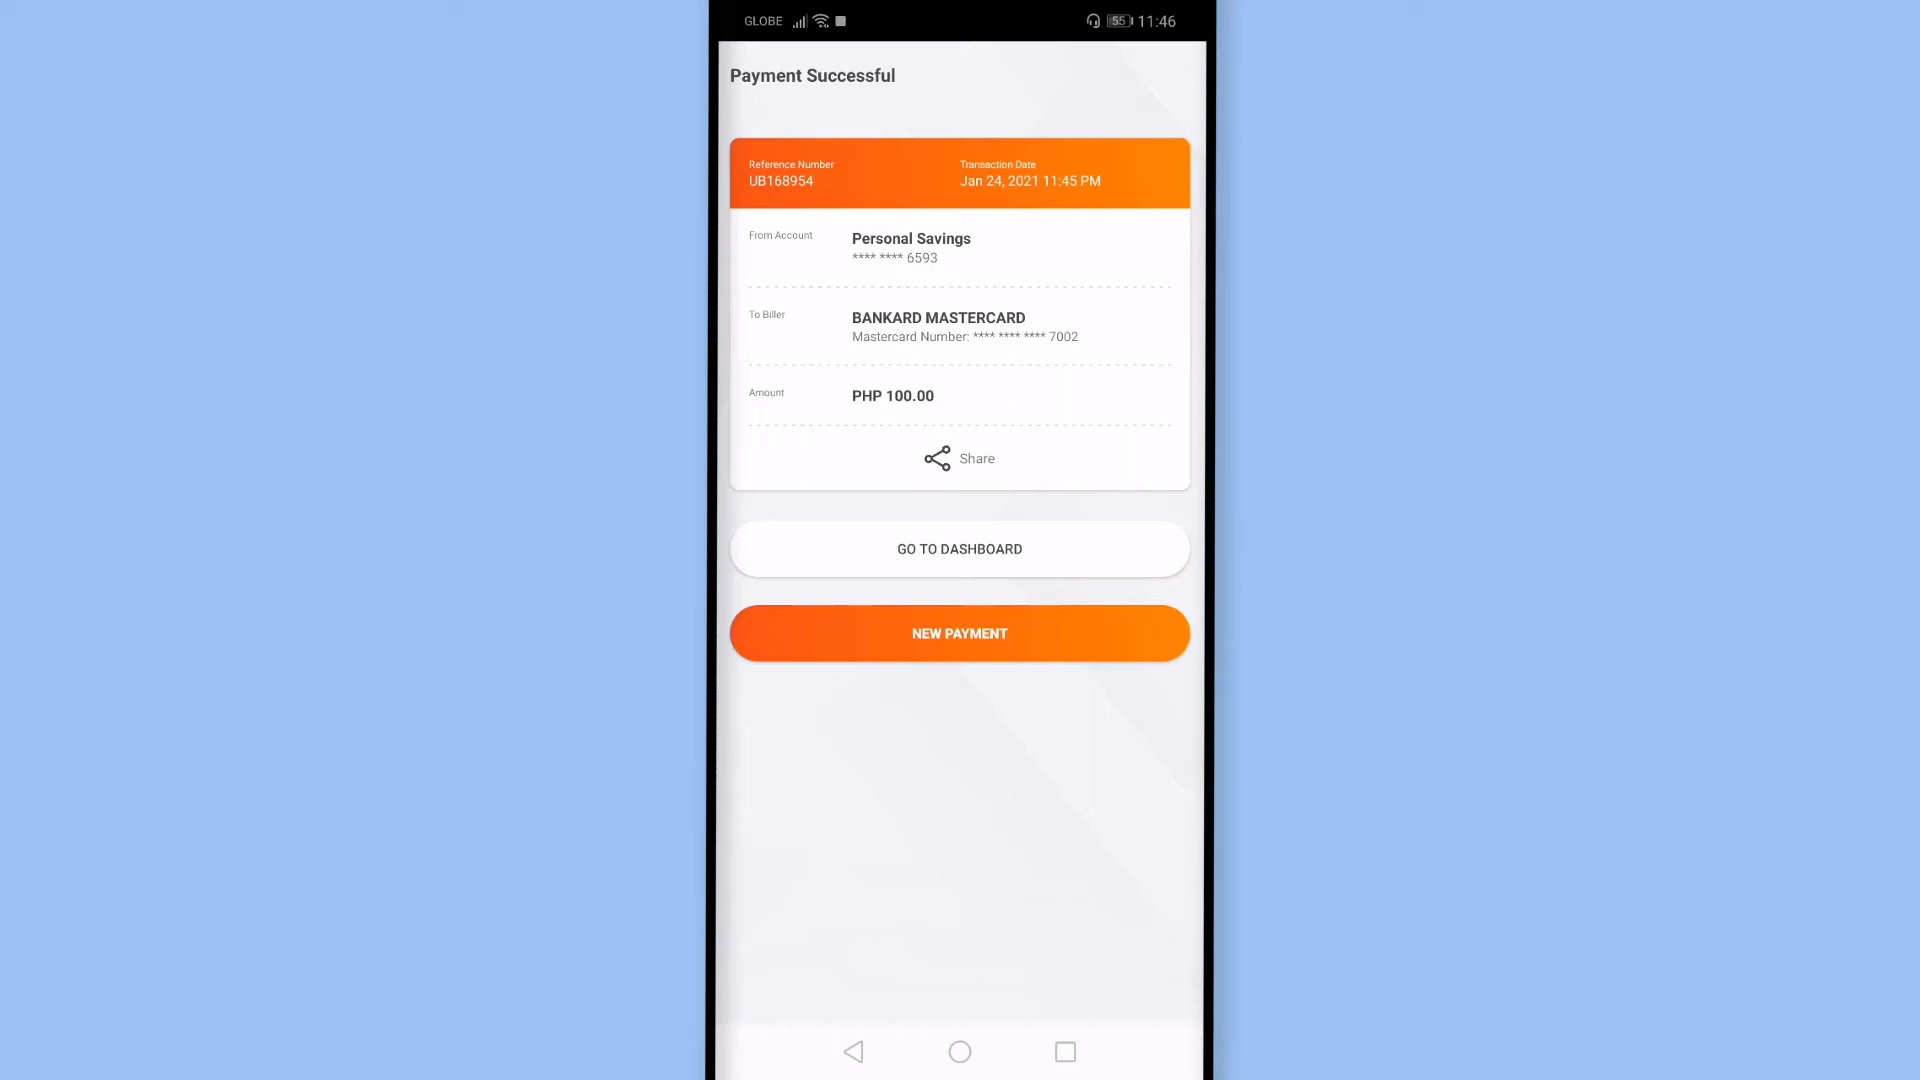 GLOBE 55 11:46
Payment Successful
Reference Number
UB168954
Transaction Date
Jan 24, 2021 11:45 PM
From Account
Personal Savings
**** **** 6593
To Biller
BANKARD MASTERCARD
Mastercard Number: **** **** **** 7002
Amount
PHP 100.00
Share
GO TO DASHBOARD
NEW PAYMENT